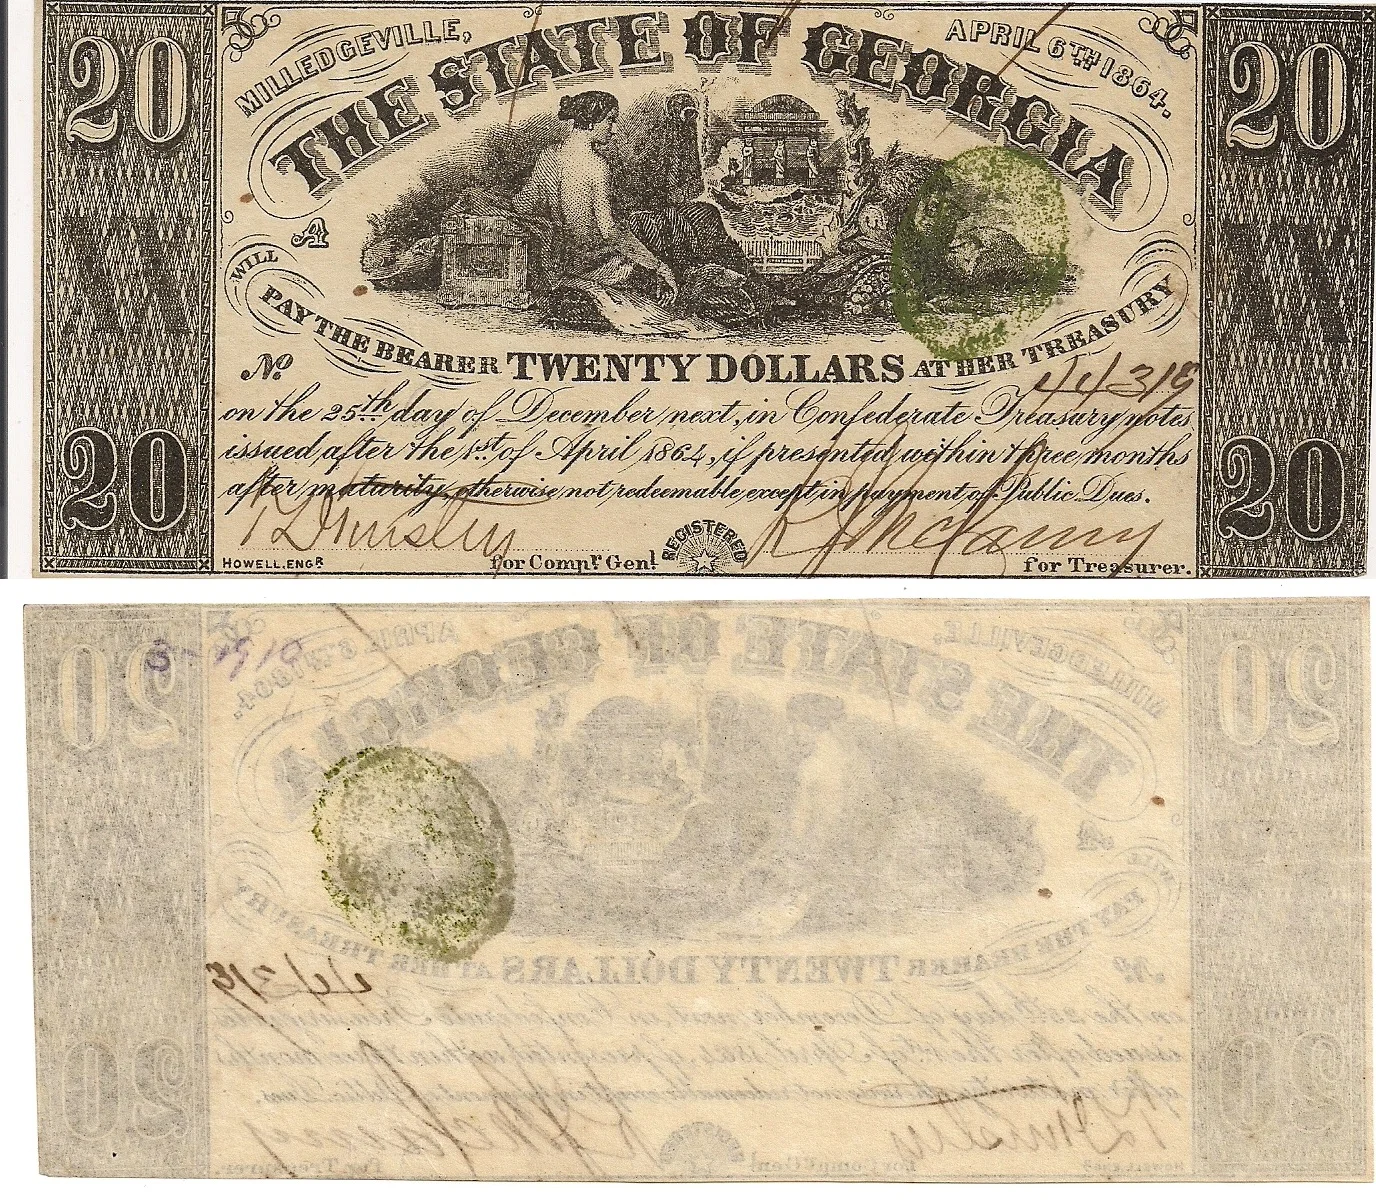 20
20
MILLEDGEVILLE,
APRIL 6TH 1864.
THE STATE OF GEORGIA
A
WILL
PAY THE BEARER TWENTY DOLLARS AT HER TREASURY
No
on the 25th day of December next, in Confederate Treasury notes
issued after the 1st. of April 1864, if presented within three months
after maturity, otherwise not redeemable except in payment of Public Dues.
HOWELL, ENGR
for Compr Genl
REGISTERED
for Treasurer.
20
20